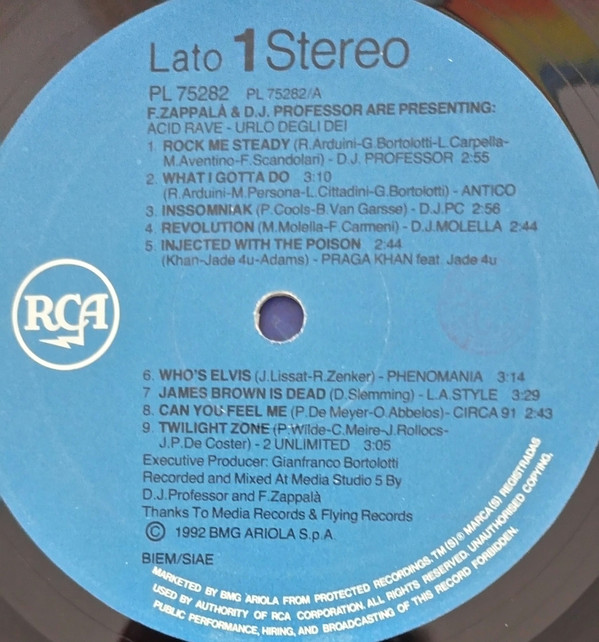 Lato 1 Stereo
PL 75282 PL 75282/A
F.ZAPPALÀ & D.J. PROFESSOR ARE PRESENTING:
ACID RAVE - URLO DEGLI DEI
1. ROCK ME STEADY (R.Arduini-G.Bortolotti-L.Carpella-
M.Aventino-F.Scandolari) - D.J. PROFESSOR 2:55
2. WHAT I GOTTA DO 3:10
(R.Arduini-M.Persona-L.Cittadini-G.Bortolotti) - ANTICO
3. INSSOMNIAK (P.Cools-B.Van Garsse) - D.J.PC 2:56
4. REVOLUTION (M.Molella-F.Carmeni) - D.J.MOLELLA 2:44
5. INJECTED WITH THE POISON 2:44
(Khan-Jade 4u-Adams) - PRAGA KHAN feat. Jade 4u
RCA
6. WHO'S ELVIS (J.Lissat-R.Zenker) - PHENOMANIA 3:14
7. JAMES BROWN IS DEAD (D.Slemming) - L.A.STYLE 3:29
8. CAN YOU FEEL ME (P.De Meyer-O.Abbelos)- CIRCA 91 2:43
9. TWILIGHT ZONE (P.Wilde-C.Meire-J.Rollocs-
J.P.De Coster) - 2 UNLIMITED 3:05
Executive Producer: Gianfranco Bortolotti
Recorded and Mixed At Media Studio 5 By
D.J.Professor and F.Zappalà
Thanks To Media Records & Flying Records
© 1992 BMG ARIOLA S.p.A.
BIEM/SIAE
MARKETED BY BMG ARIOLA FROM PROTECTED RECORDINGS. TM(S)® MARCA(S) REGISTRADAS
USED BY AUTHORITY OF RCA CORPORATION. ALL RIGHTS RESERVED. UNAUTHORISED COPYING,
PUBLIC PERFORMANCE, HIRING, AND BROADCASTING OF THIS RECORD FORBIDDEN.